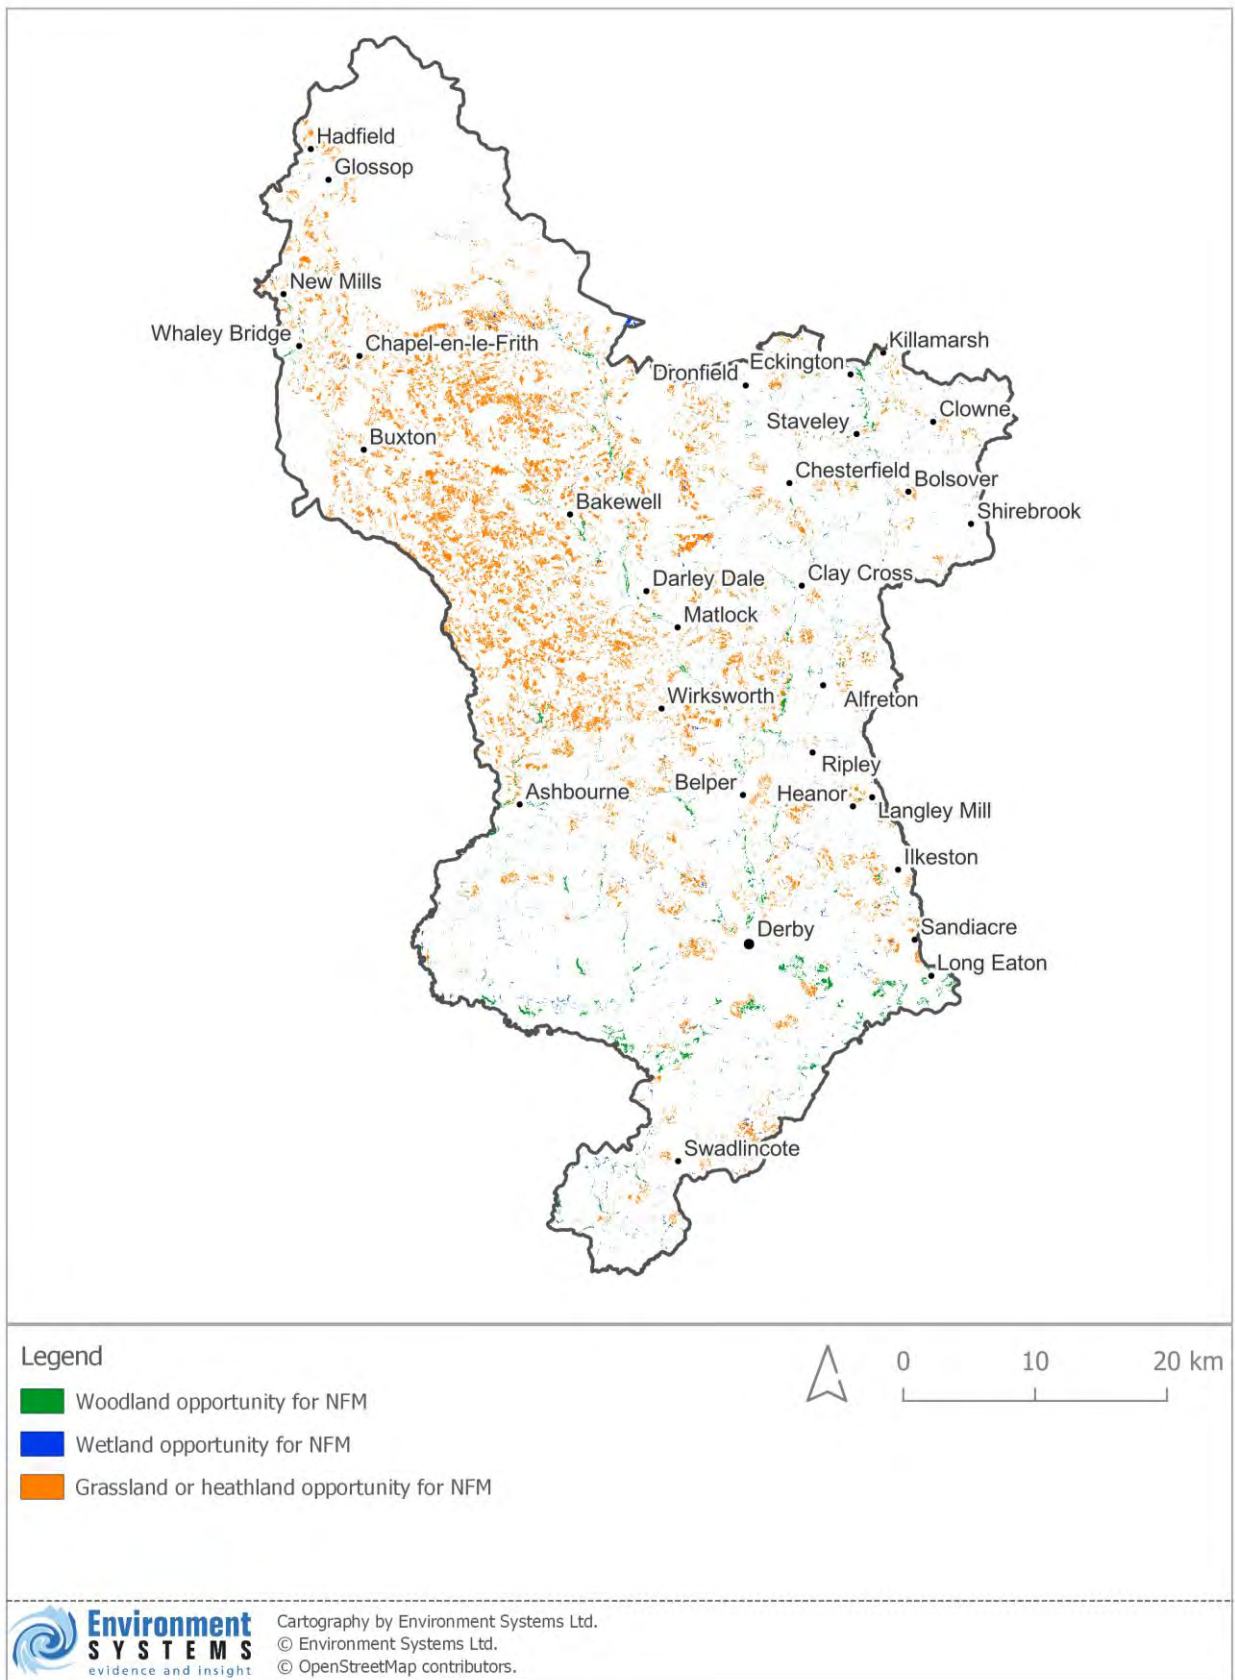 Hadfield
Glossop
New Mills
Whaley Bridge
Chapel-en-le-Frith
Killamarsh
Eckington
Dronfield
Clowne
Staveley
Buxton
Chesterfield
Bolsover
Bakewell
Shirebrook
Darley Dale
Clay Cross
Matlock
Wirksworth
Alfreton
Ripley
Belper
Heanor
Ashbourne
Langley Mill
Ilkeston
Sandiacre
Derby
Long Eaton
Swadlincote
Legend
0 10 20 km
Woodland opportunity for NFM
Wetland opportunity for NFM
Grassland or heathland opportunity for NFM
Environment
SYSTEMS
evidence and insight
Cartography by Environment Systems Ltd.
© Environment Systems Ltd.
© OpenStreetMap contributors.